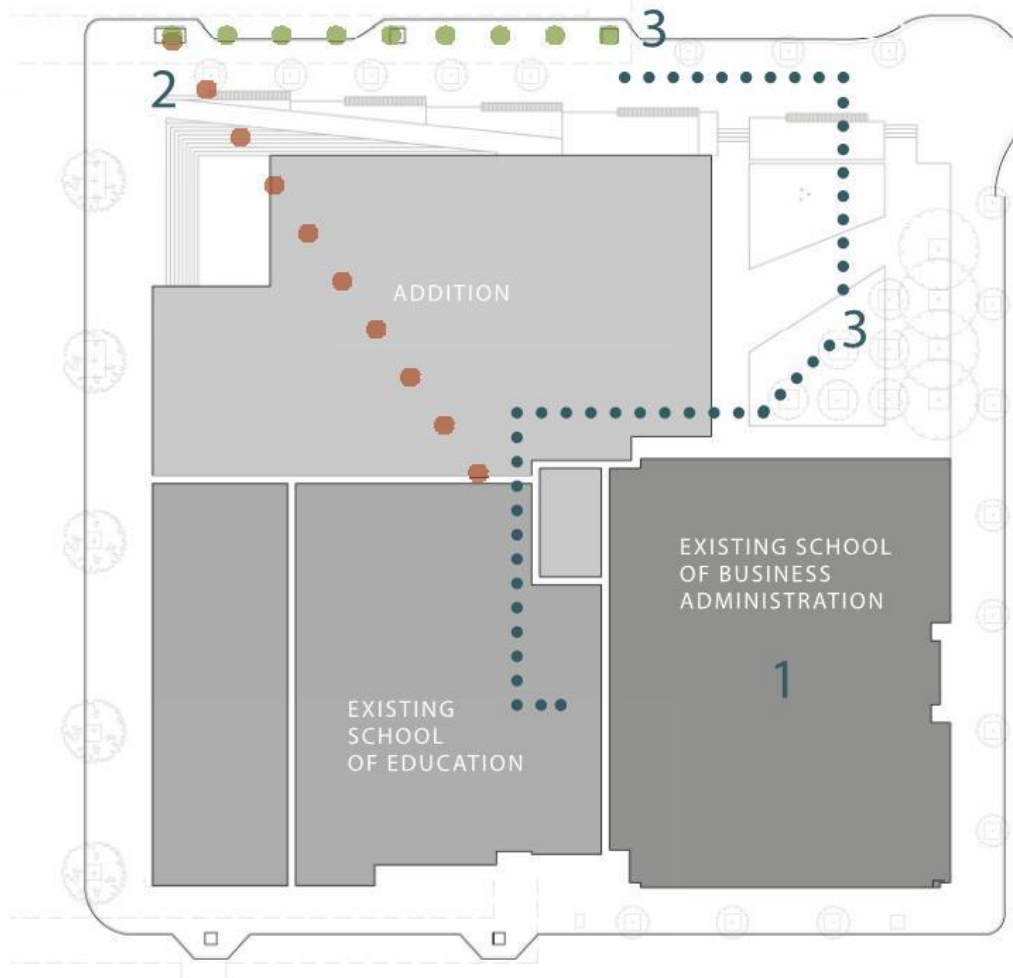 3
2
ADDITION
3
EXISTING SCHOOL
OF BUSINESS
ADMINISTRATION
1
EXISTING
SCHOOL
OF EDUCATION